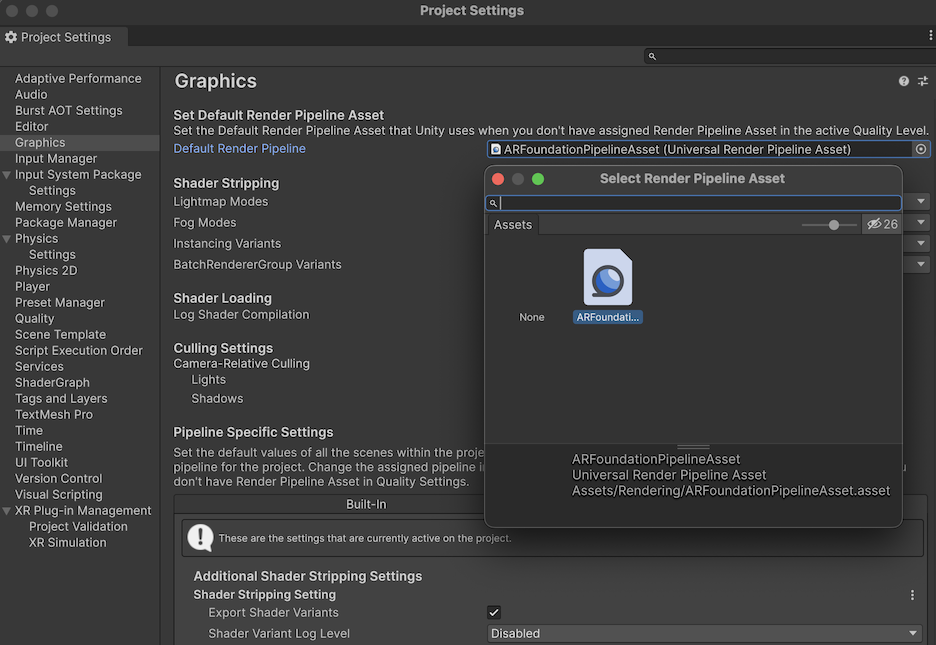 Project Settings
Project Settings
Adaptive Performance
Audio
Burst AOT Settings
Editor
Graphics
Input Manager
Input System Package
Settings
Memory Settings
Package Manager
Physics
Settings
Physics 2D
Player
Preset Manager
Quality
Scene Template
Script Execution Order
Services
ShaderGraph
Tags and Layers
TextMesh Pro
Time
Timeline
UI Toolkit
Version Control
Visual Scripting
XR Plug-in Management
Project Validation
XR Simulation
Graphics
Set Default Render Pipeline Asset
Set the Default Render Pipeline Asset that Unity uses when you don't have assigned Render Pipeline Asset in the active Quality Level.
Default Render Pipeline
ARFoundationPipelineAsset (Universal Render Pipeline Asset)
Shader Stripping
Lightmap Modes
Fog Modes
Instancing Variants
BatchRendererGroup Variants
Shader Loading
Log Shader Compilation
Culling Settings
Camera-Relative Culling
Lights
Shadows
Pipeline Specific Settings
Set the default values of all the scenes within the proje
pipeline for the project. Change the assigned pipeline i
u
don't have Render Pipeline Asset in Quality Settings.
Built-In
These are the settings that are currently active on the project.
Additional Shader Stripping Settings
Shader Stripping Setting
Export Shader Variants
Shader Variant Log Level
Disabled
Select Render Pipeline Asset
Assets
26
None
ARFoundati...
ARFoundationPipelineAsset
Universal Render Pipeline Asset
Assets/Rendering/ARFoundationPipelineAsset.asset